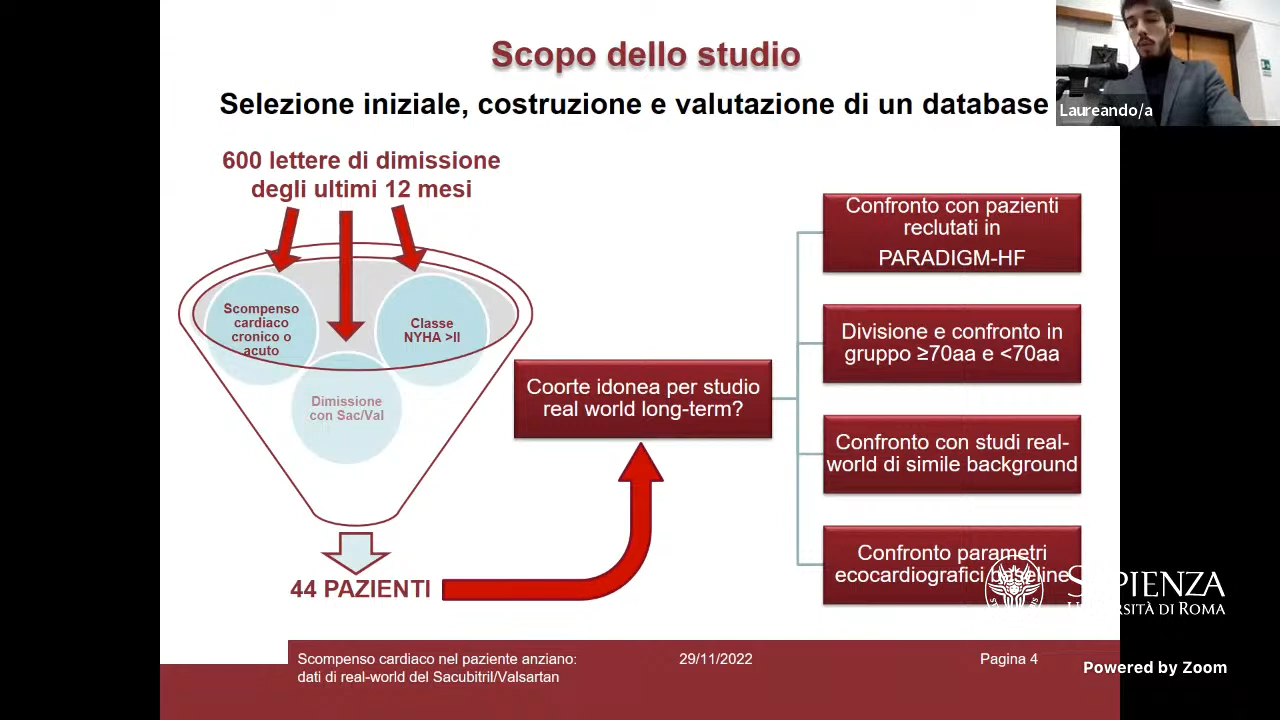 Scopo dello studio
Selezione iniziale, costruzione e valutazione di un database
Laureando/a
600 lettere di dimissione
degli ultimi 12 mesi
Scompenso
cardiaco
cronico o
acuto
Classe
NYHA >II
Dimissione
con Sac/Val
44 PAZIENTI
Coorte idonea per studio
real world long-term?
Confronto con pazienti
reclutati in
PARADIGM-HF
Divisione e confronto in
gruppo ≥70aa e <70aa
Confronto con studi real-
world di simile background
Confronto parametri
ecocardiografici baseline
SAPIENZA
UNIVERSITÀ DI ROMA
Scompenso cardiaco nel paziente anziano:
dati di real-world del Sacubitril/Valsartan
29/11/2022
Pagina 4
Powered by Zoom